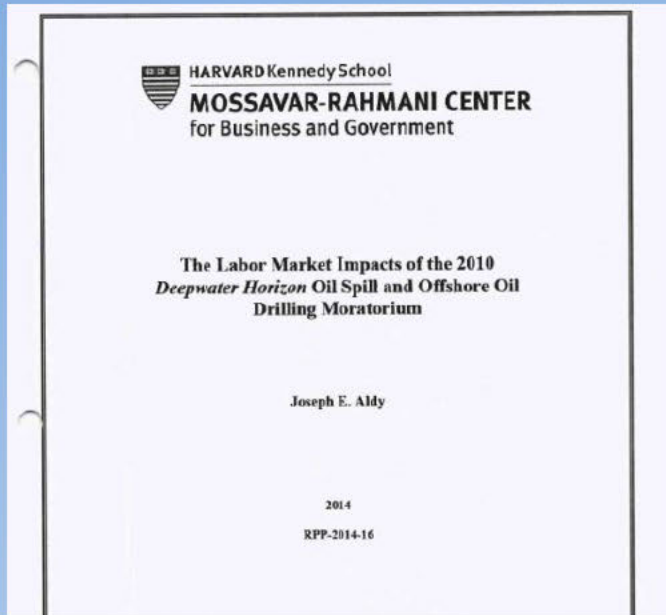 HARVARD Kennedy School
MOSSAVAR-RAHMANI CENTER
for Business and Government
The Labor Market Impacts of the 2010
Deepwater Horizon Oil Spill and Offshore Oil
Drilling Moratorium
Joseph E. Aldy
2014
RPP-2014-16